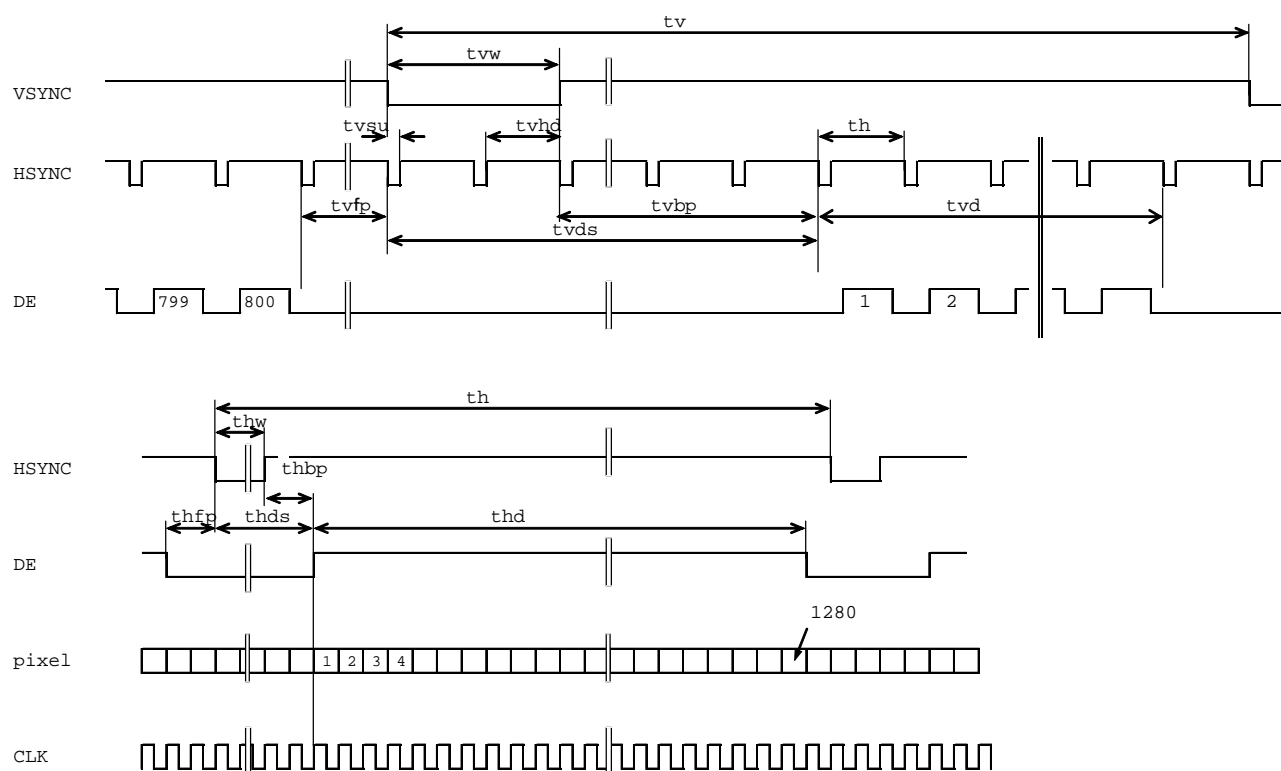 tv
tvw
VSYNC
tvsu
tvhd
th
HSYNC
tvfp
tvbp
tvd
tvds
DE
799
800
1
2
th
thw
HSYNC
thbp
thfp
thds
thd
DE
1280
pixel
1
2
3
4
CLK